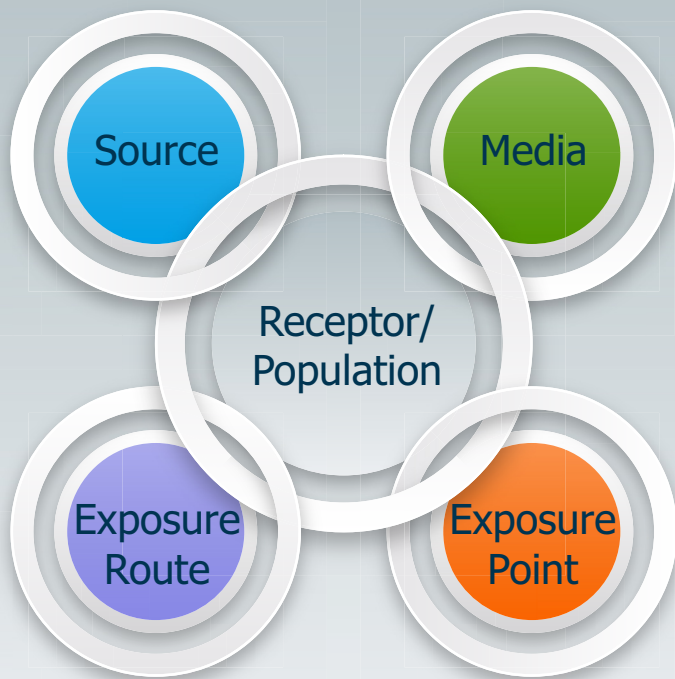 Source
Media
Receptor/
Population
Exposure
Route
Exposure
Point